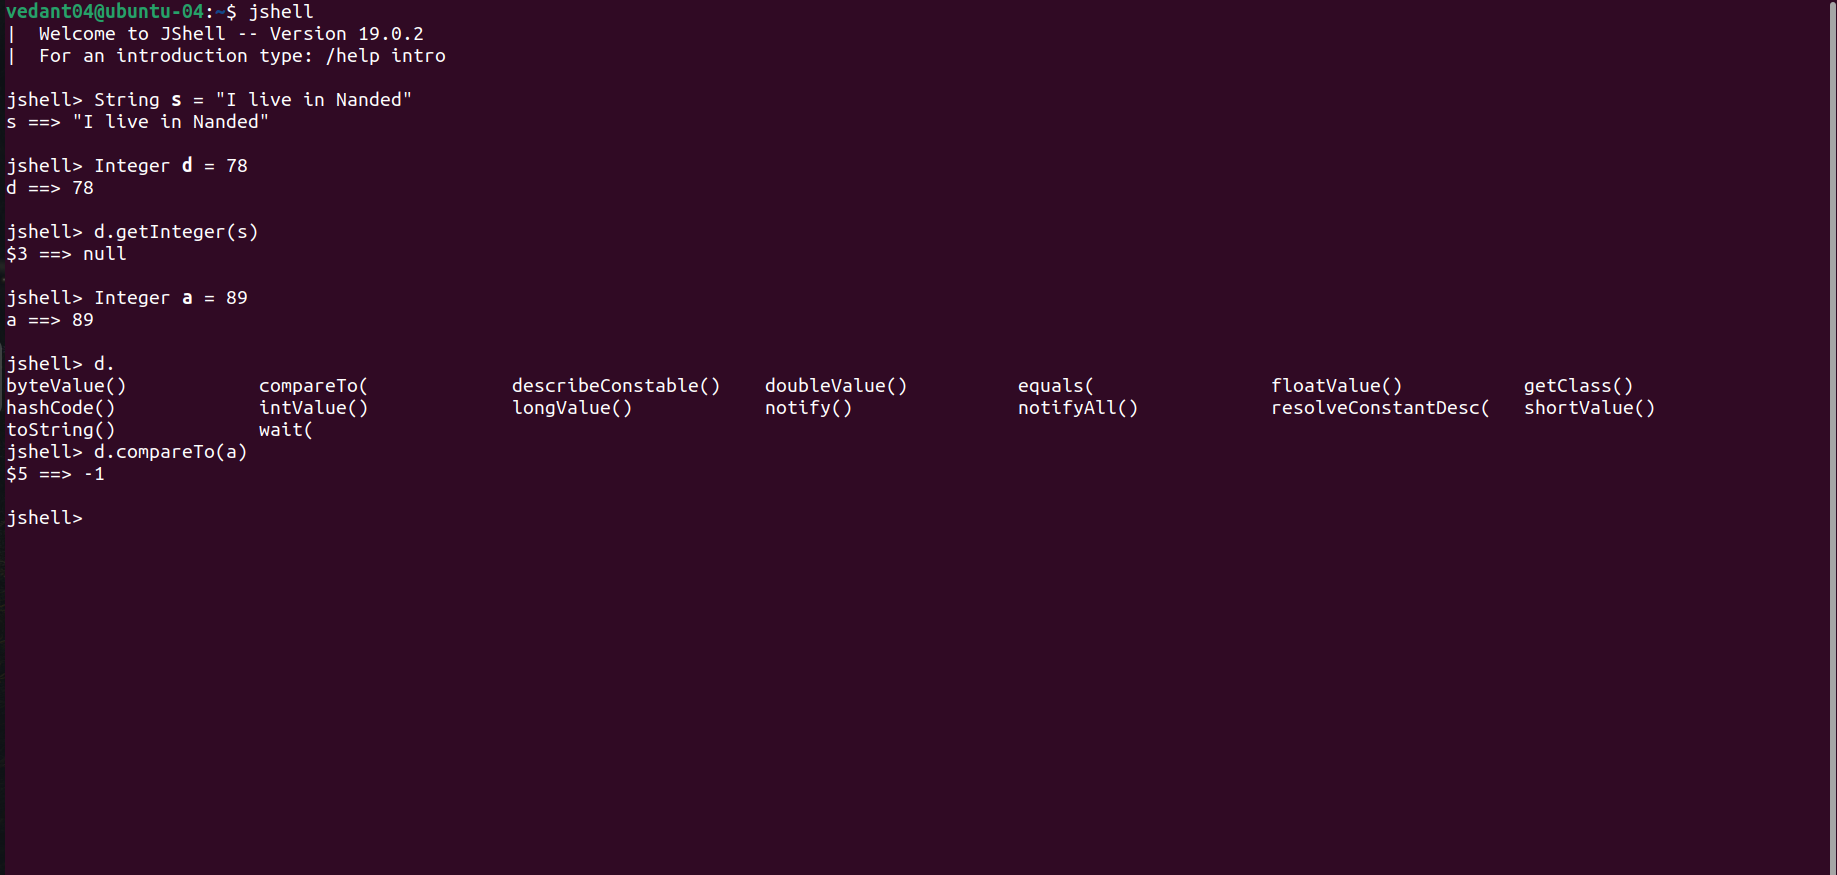 vedant04@ubuntu-04:~$ jshell
|  Welcome to JShell -- Version 19.0.2
|  For an introduction type: /help intro
jshell> String s = "I live in Nanded"
s ==> "I live in Nanded"
jshell> Integer d = 78
d ==> 78
jshell> d.getInteger(s)
$3 ==> null
jshell> Integer a = 89
a ==> 89
jshell> d.
byteValue()            compareTo(             describeConstable()    doubleValue()          equals(                floatValue()           getClass()
hashCode()             intValue()             longValue()            notify()               notifyAll()            resolveConstantDesc(   shortValue()
toString()             wait(
jshell> d.compareTo(a)
$5 ==> -1
jshell>